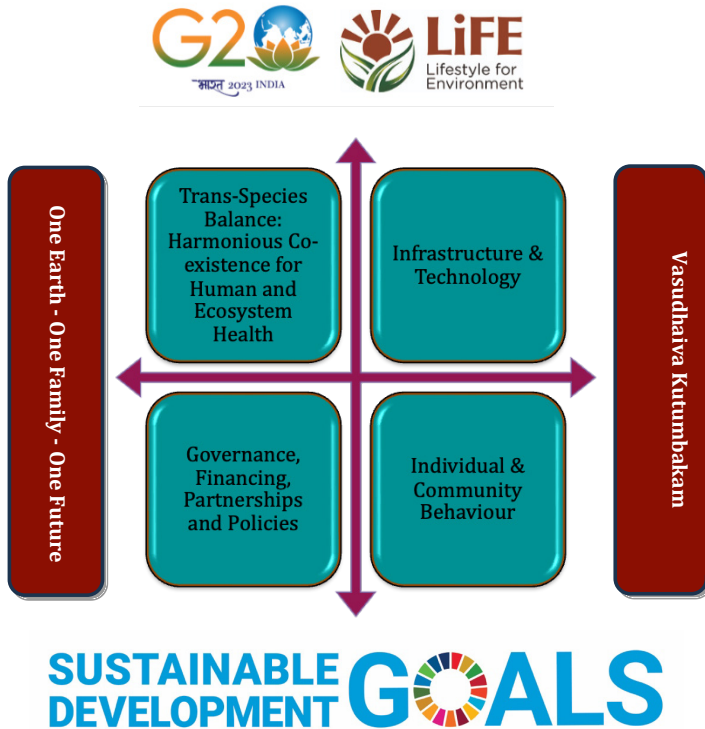 G20
भारत 2023 INDIA
LiFE
Lifestyle for
Environment
One Earth - One Family - One Future
Trans-Species
Balance:
Harmonious Co-
existence for
Human and
Ecosystem
Health
Infrastructure &
Technology
Governance,
Financing,
Partnerships
and Policies
Individual &
Community
Behaviour
Vasudhaiva Kutumbakam
SUSTAINABLE
DEVELOPMENT
GOALS